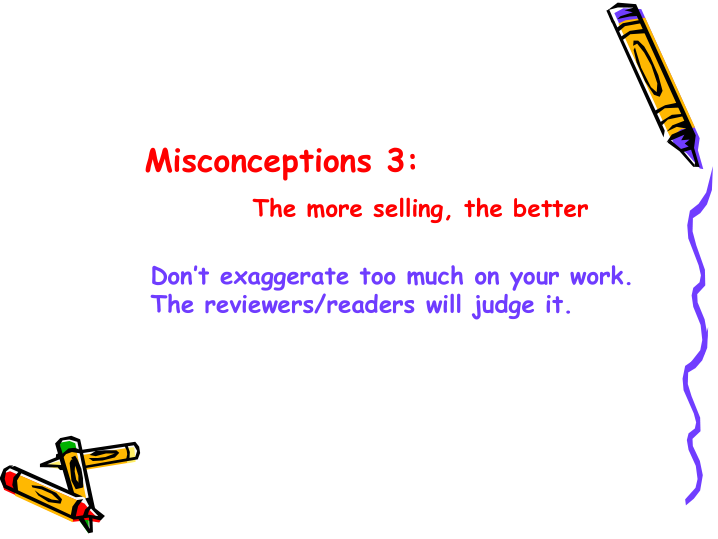 Misconceptions 3:
The more selling, the better
Don't exaggerate too much on your work.
The reviewers/readers will judge it.